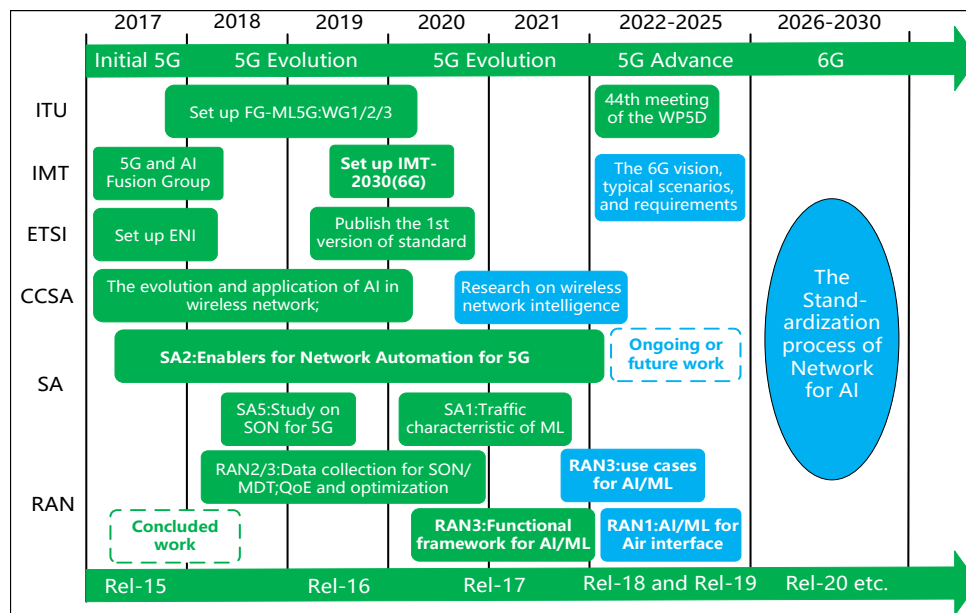 2017 2018 2019 2020 2021 2022-2025 2026-2030
Initial 5G 5G Evolution 5G Evolution 5G Advance 6G
ITU
Set up FG-ML5G:WG1/2/3
44th meeting
of the WP5D
IMT
5G and AI
Fusion Group
Set up IMT-
2030(6G)
The 6G vision,
typical scenarios,
and requirements
ETSI
Set up ENI
Publish the 1st
version of standard
CCSA
The evolution and application of AI in
wireless network;
Research on wireless
network intelligence
The
Stand-
ardization
process of
Network
for AI
SA
SA2:Enablers for Network Automation for 5G
Ongoing or
future work
SA5:Study on
SON for 5G
SA1:Traffic
characterristic of ML
RAN
RAN2/3:Data collection for SON/
MDT;QoE and optimization
RAN3:use cases
for AI/ML
Concluded
work
RAN3:Functional
framework for AI/ML
RAN1:AI/ML for
Air interface
Rel-15 Rel-16 Rel-17 Rel-18 and Rel-19 Rel-20 etc.